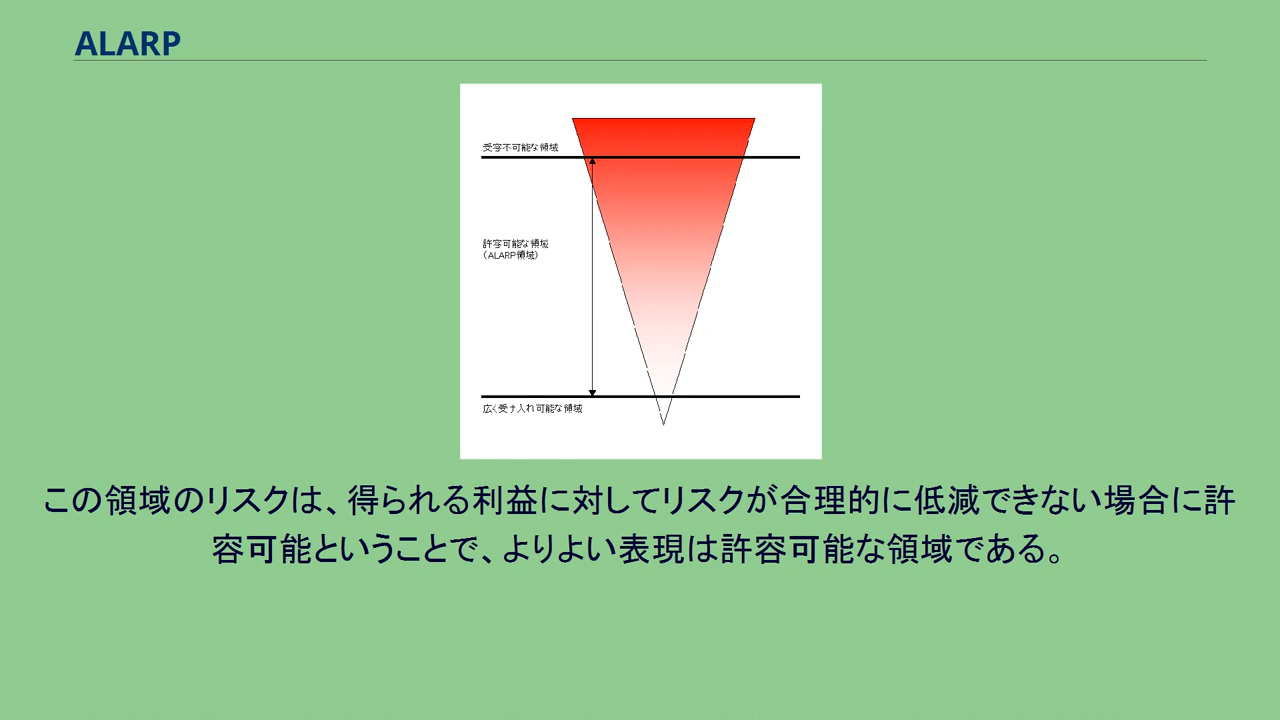 ALARP
受容不可能な領域
許容可能な領域
（ALARP領域）
広く受け入れ可能な領域
この領域のリスクは、得られる利益に対してリスクが合理的に低減できない場合に許
容可能ということで、よりよい表現は許容可能な領域である。